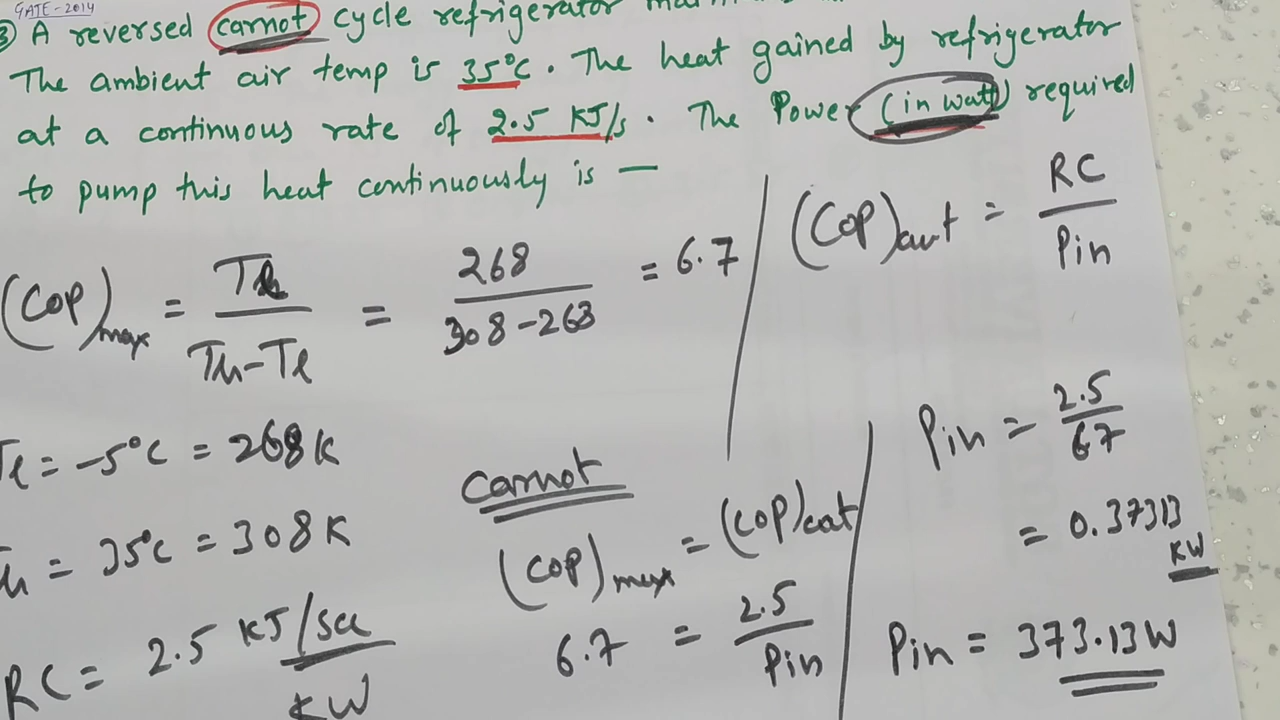 GATE-2014
3) A reversed carnot cycle refrigerator
The ambient air temp is 35°C. The heat gained by refrigerator
at a continuous rate of 2.5 KJ/s. The Power (in watt) required
to pump this heat continuously is —
(COP)max = Tl / Th-Tl = 268 / 308-268 = 6.7
(COP)act = RC / Pin
Tl = -5°C = 268K
Th = 35°C = 308K
RC = 2.5 KJ/sec
KW
Carnot
(COP)max = (COP)act
6.7 = 2.5 / Pin
Pin = 2.5 / 6.7
= 0.37313 KW
Pin = 373.13W